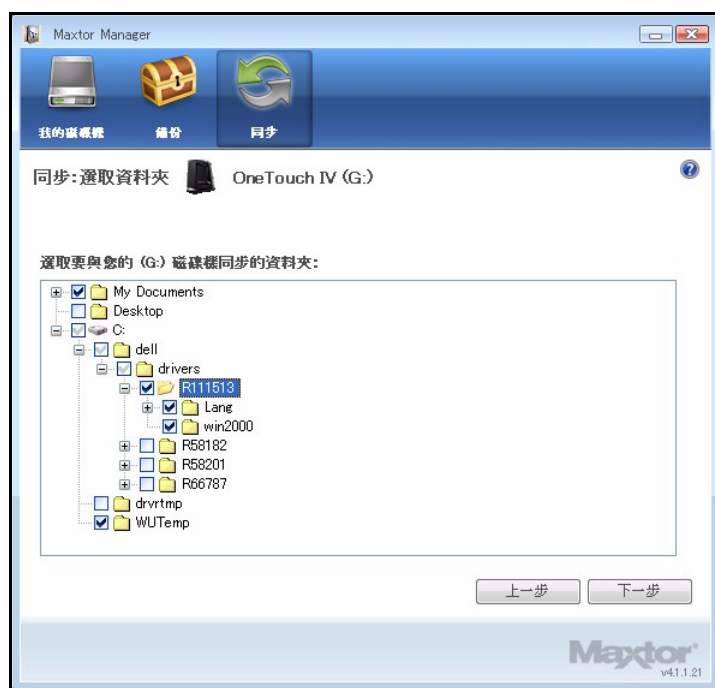 Maxtor Manager
我的磁碟機
備份
同步
同步:選取資料夾 OneTouch IV (G:)
選取要與您的 (G:) 磁碟機同步的資料夾:
My Documents
Desktop
C:
dell
drivers
R111513
Lang
win2000
R58182
R58201
R66787
drvrtmp
WUTemp
上一步 下一步
Maxtor
v4.1.1.21